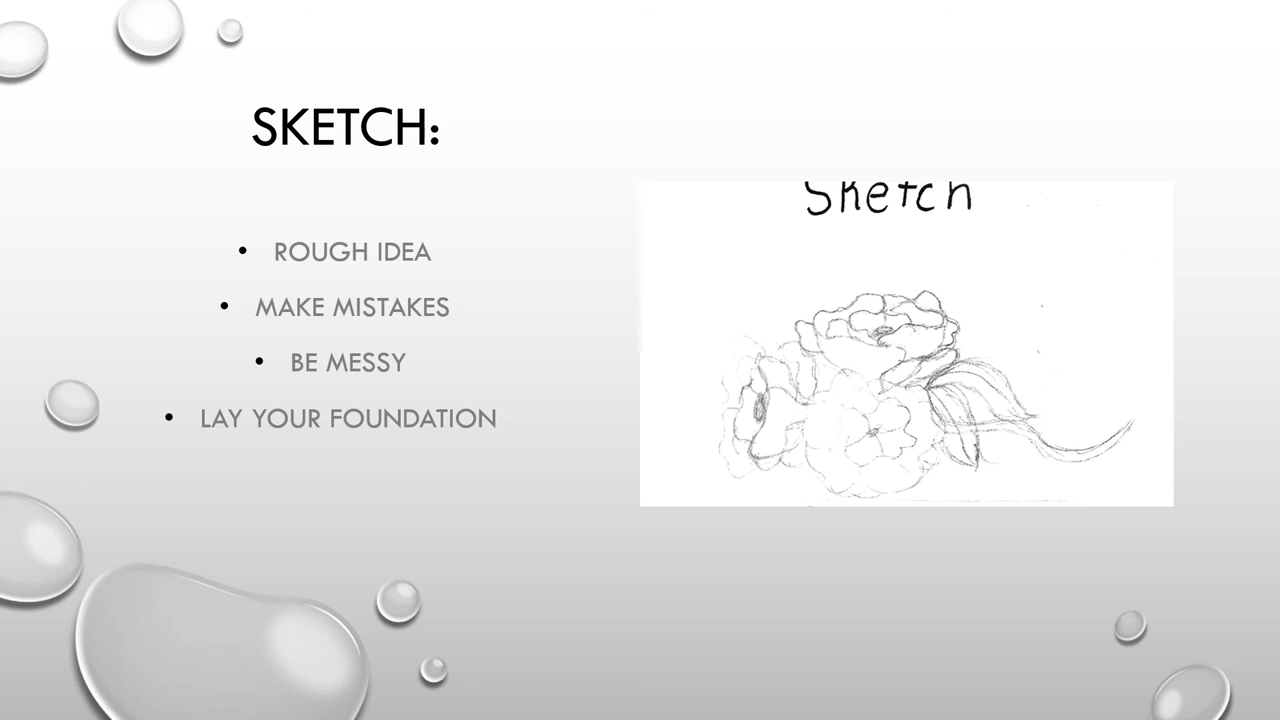 SKETCH:
• ROUGH IDEA
• MAKE MISTAKES
• BE MESSY
• LAY YOUR FOUNDATION
Sketch